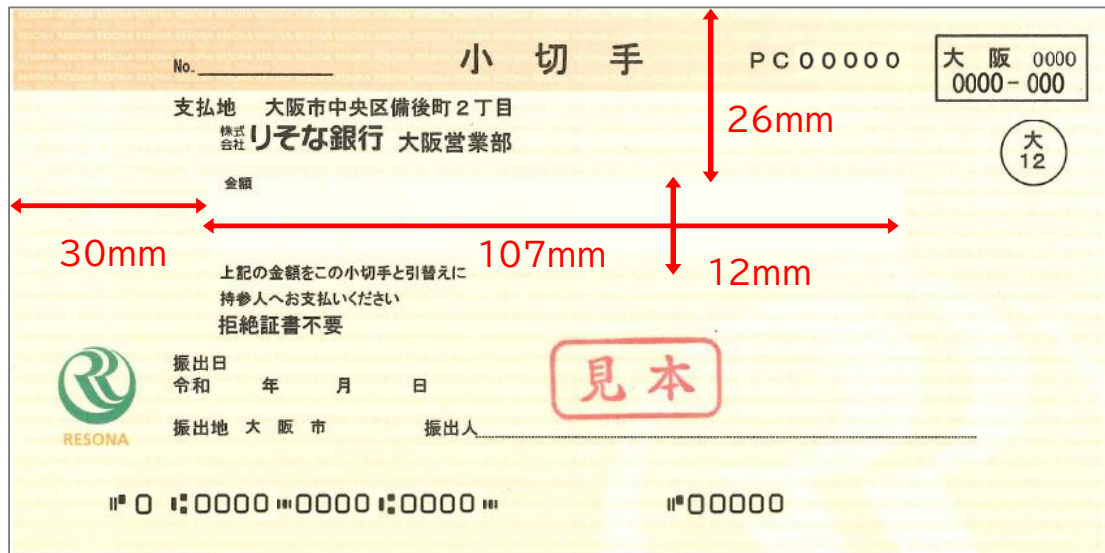 No. 小切手 PC00000 大阪 0000
0000-000
支払地 大阪市中央区備後町2丁目
株式会社 りそな銀行 大阪営業部
26mm
大
12
金額
30mm
107mm
12mm
上記の金額をこの小切手と引替えに
持参人へお支払いください
拒絶証書不要
見本
振出日
令和 年 月 日
RESONA
振出地 大阪市 振出人
⑈0 ⑆0000⑉0000⑆0000⑉ ⑈00000